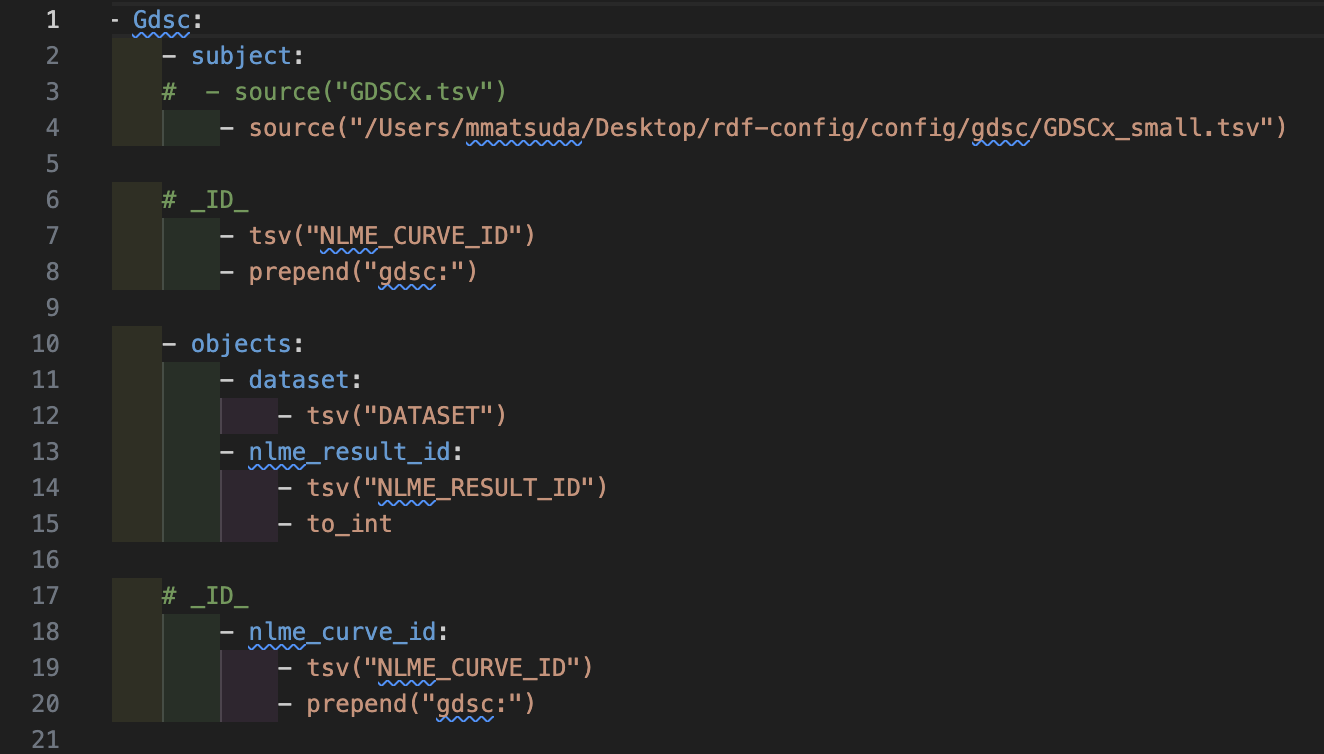 1 - Gdsc:
2 - subject:
3 # - source("GDSCx.tsv")
4 - source("/Users/mmatsuda/Desktop/rdf-config/config/gdsc/GDSCx_small.tsv")
5
6 # _ID_
7 - tsv("NLME_CURVE_ID")
8 - prepend("gdsc:")
9
10 - objects:
11 - dataset:
12 - tsv("DATASET")
13 - nlme_result_id:
14 - tsv("NLME_RESULT_ID")
15 - to_int
16
17 # _ID_
18 - nlme_curve_id:
19 - tsv("NLME_CURVE_ID")
20 - prepend("gdsc:")
21